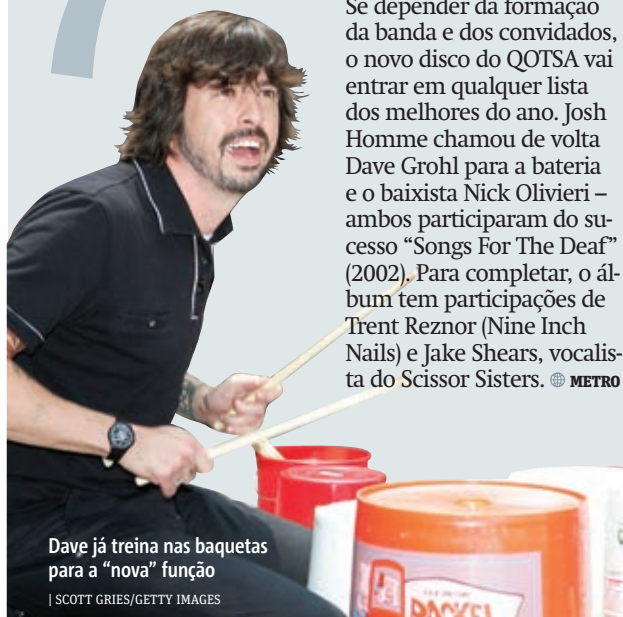 Se depender da formação
da banda e dos convidados,
o novo disco do QOTSA vai
entrar em qualquer lista
dos melhores do ano. Josh
Homme chamou de volta
Dave Grohl para a bateria
e o baixista Nick Olivieri –
ambos participaram do su-
cesso “Songs For The Deaf”
(2002). Para completar, o ál-
bum tem participações de
Trent Reznor (Nine Inch
Nails) e Jake Shears, vocalis-
ta do Scissor Sisters. METRO
Dave já treina nas baquetas
para a “nova” função
| SCOTT GRIES/GETTY IMAGES